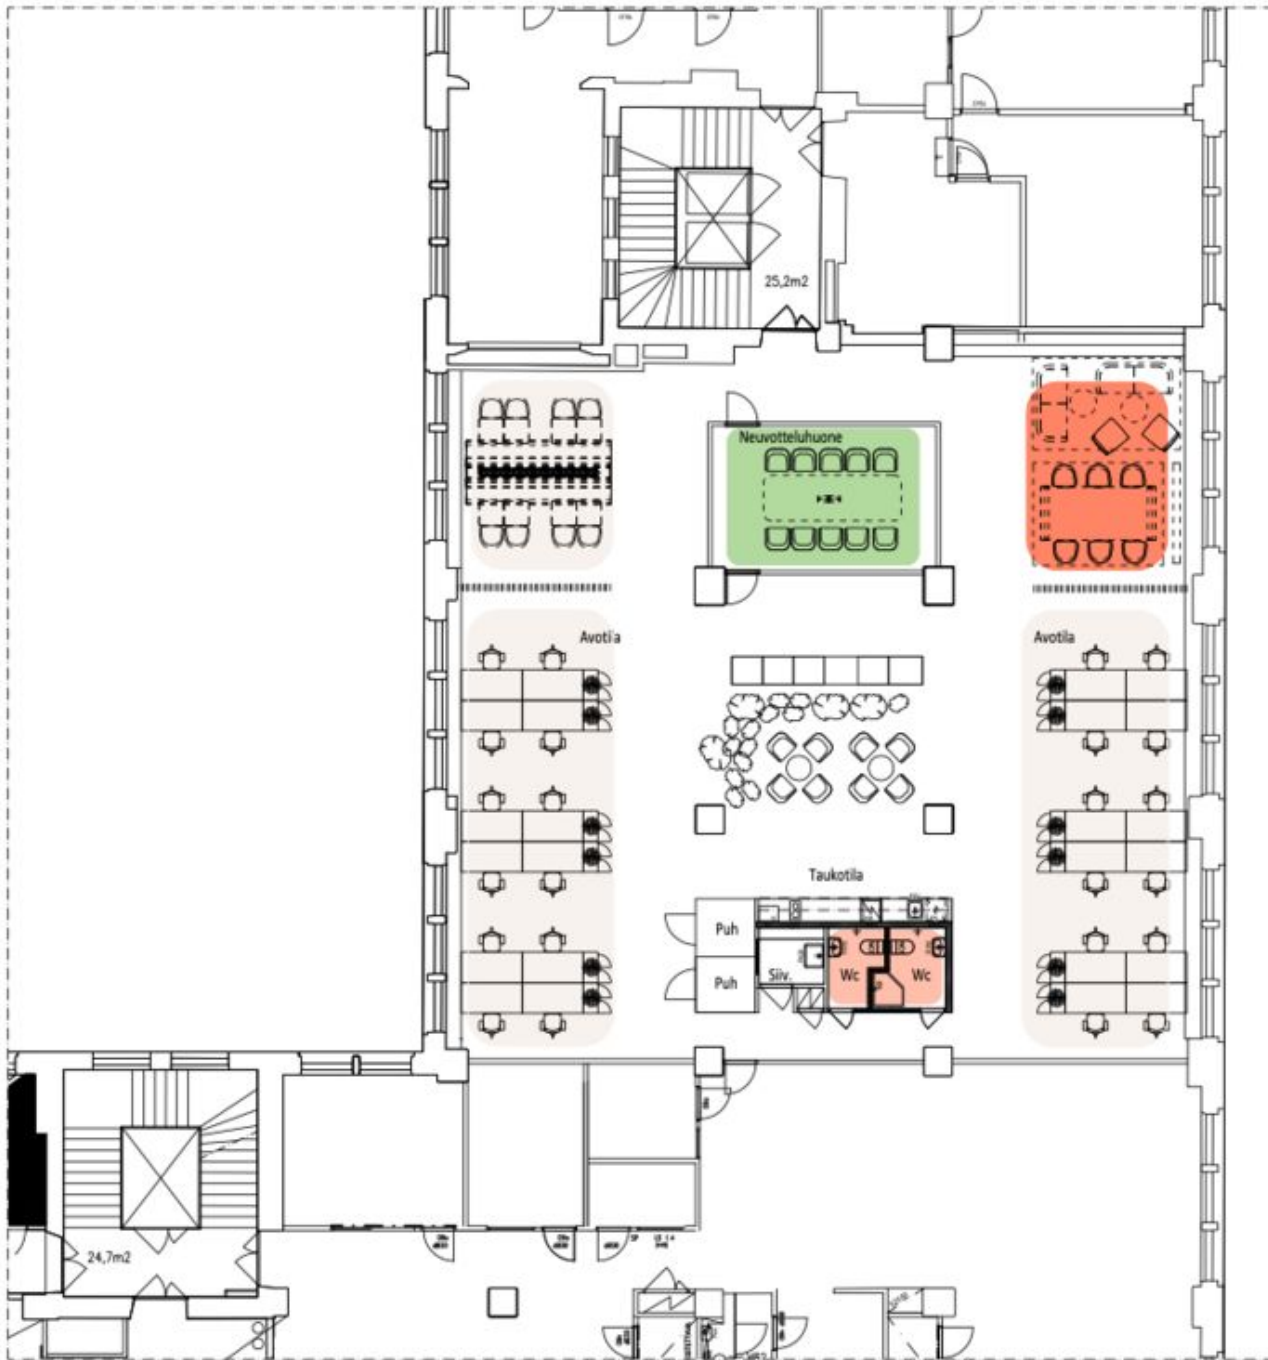 25,2m2
Neuvotteluhuone
Avotila
Avotila
Taukotila
Puh
Puh
Siiv.
Wc
Wc
24,7m2